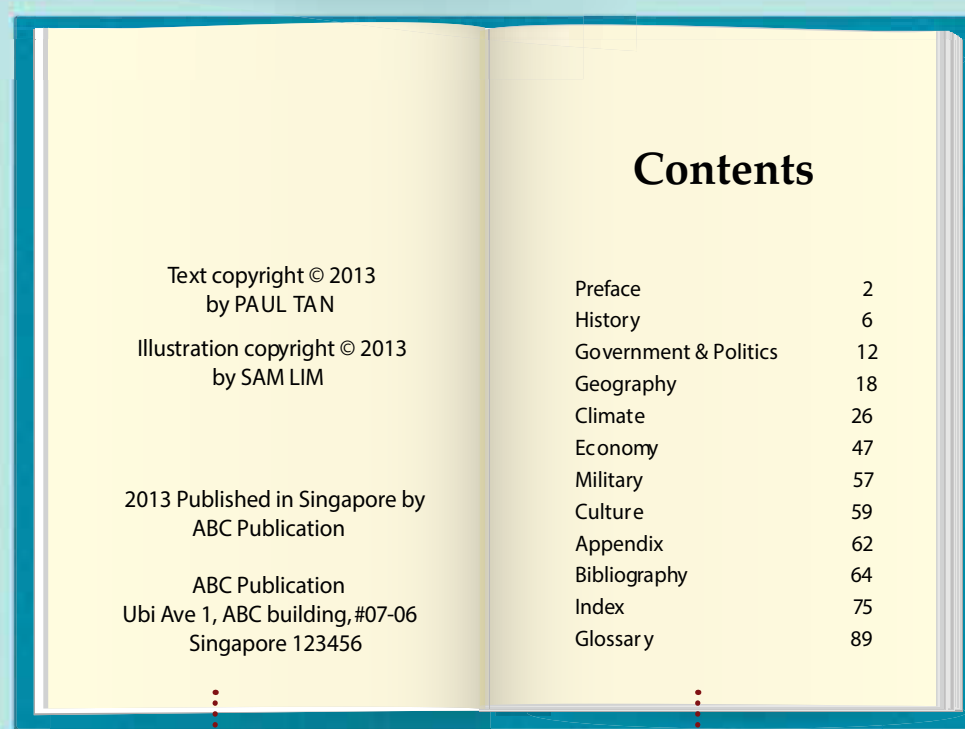 Text copyright © 2013
by PAUL TAN
Illustration copyright © 2013
by SAM LIM
2013 Published in Singapore by
ABC Publication
ABC Publication
Ubi Ave 1, ABC building, #07-06
Singapore 123456
Contents
Preface 2
History 6
Government & Politics 12
Geography 18
Climate 26
Economy 47
Military 57
Culture 59
Appendix 62
Bibliography 64
Index 75
Glossary 89